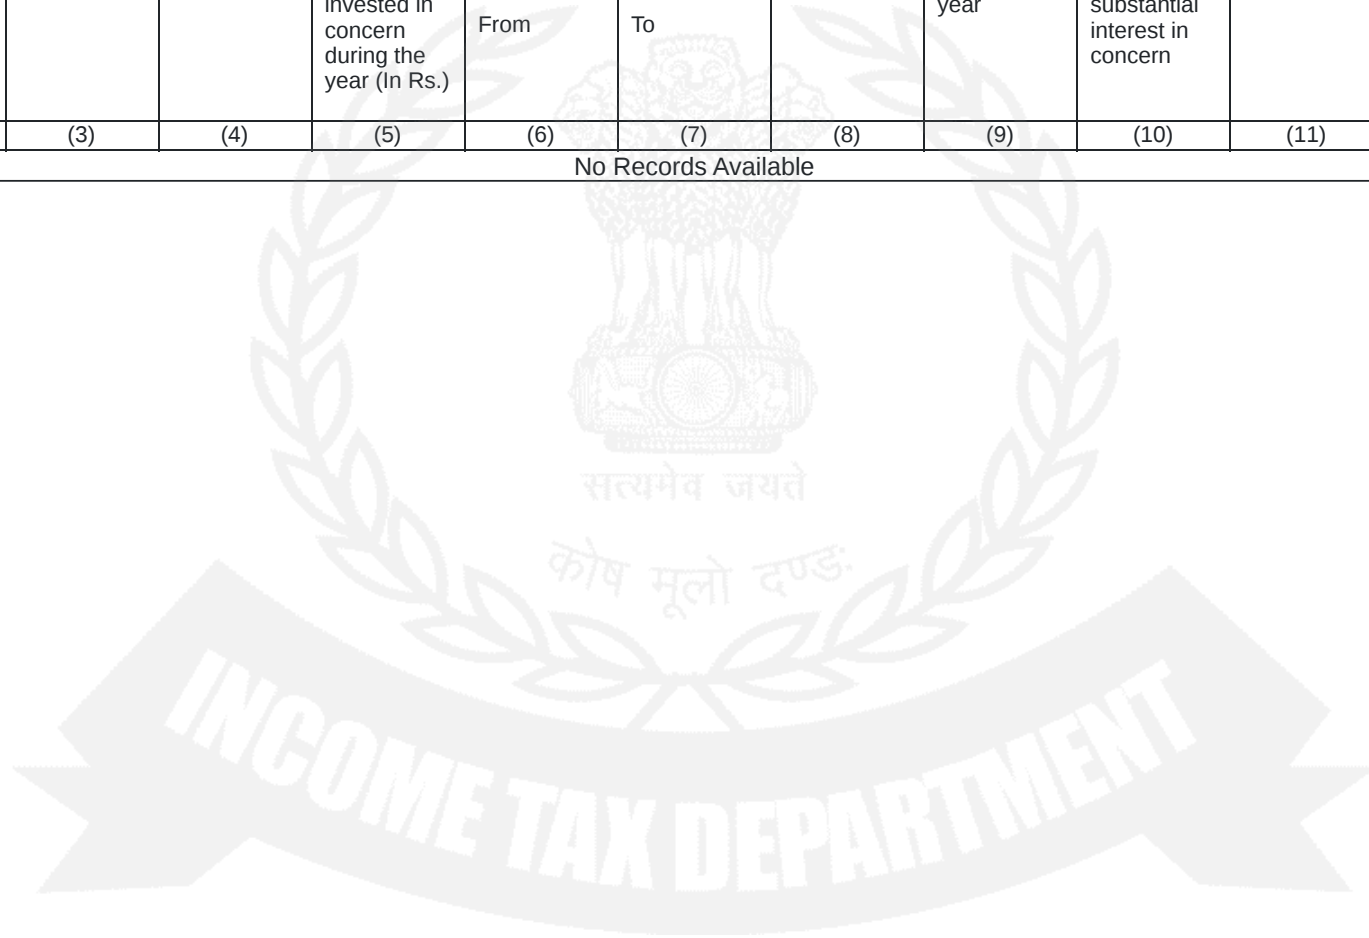 invested in
concern
during the
year (In Rs.)
From
To
year
substantial
interest in
concern
(3) (4) (5) (6) (7) (8) (9) (10) (11)
No Records Available
सत्यमेव जयते
कोष मूलो दण्डः
INCOME TAX DEPARTMENT